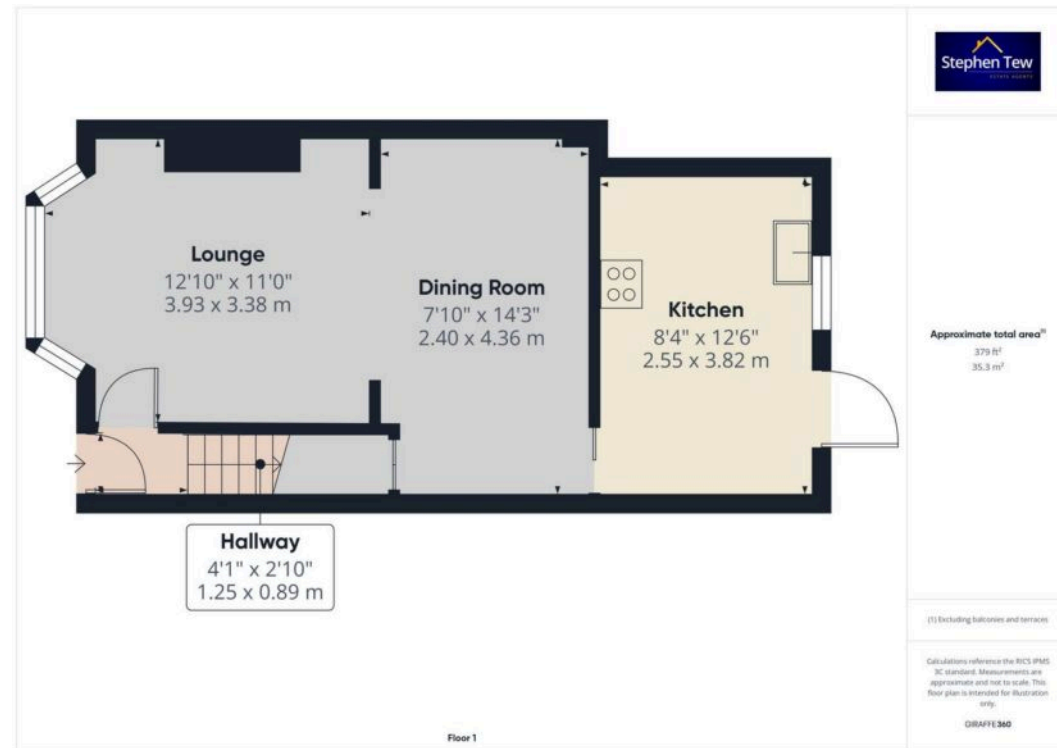 Stephen Tew
ESTATE AGENTS
Lounge
12'10" x 11'0"
3.93 x 3.38 m
Dining Room
7'10" x 14'3"
2.40 x 4.36 m
Kitchen
8'4" x 12'6"
2.55 x 3.82 m
Hallway
4'1" x 2'10"
1.25 x 0.89 m
Approximate total area⁽¹⁾
379 ft²
35.3 m²
(1) Excluding balconies and terraces
Calculations reference the RICS IPMS
3C standard. Measurements are
approximate and not to scale. This
floor plan is intended for illustration
only.
GIRAFFE360
Floor 1